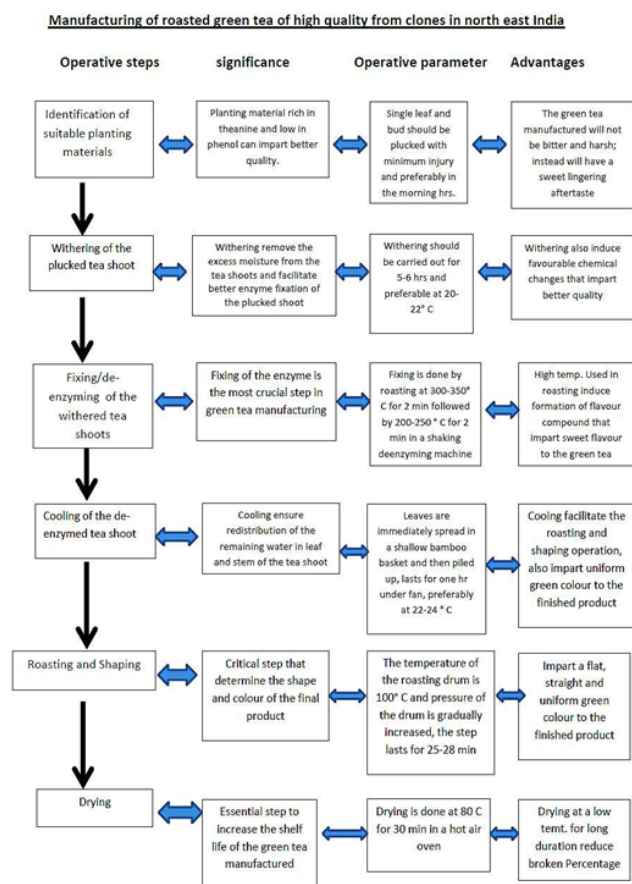 Manufacturing of roasted green tea of high quality from clones in north east India
Operative steps
significance
Operative parameter
Advantages
Identification of
suitable planting
materials
Planting material rich in
theanine and low in
phenol can impart better
quality.
Single leaf and
bud should be
plucked with
minimum injury
and preferably in
the morning hrs.
The green tea
manufactured will not
be bitter and harsh;
instead will have a
sweet lingering
aftertaste
Withering of the
plucked tea shoot
Withering remove the
excess moisture from the
tea shoots and facilitate
better enzyme fixation
of the plucked shoot
Withering should
be carried out for
5-6 hrs and
preferable at 20-
22° C
Withering also induce
favourable chemical
changes that impart
better quality
Fixing/de-
enzyming of the
withered tea
shoots
Fixing of the enzyme is
the most crucial step in
green tea manufacturing
Fixing is done by
roasting at 300-350°
C for 2 min followed
by 200-250 ° C for 2
min in a shaking
deenzyming machine
High temp. Used in
roasting induce
formation of flavour
compound that
impart sweet flavour
to the green tea
Cooling of the de-
enzymed tea shoot
Cooling ensure
redistribution of the
remaining water in leaf
and stem of the tea shoot
Leaves are
immediately spread in
a shallow bamboo
basket and then piled
up, lasts for one hr
under fan, preferably
at 22-24 ° C
Cooing facilitate the
roasting and
shaping operation,
also impart uniform
green colour to the
finished product
Roasting and Shaping
Critical step that
determine the shape
and colour of the final
product
The temperature of
the roasting drum is
100° C and pressure of
the drum is gradually
increased, the step
lasts for 25-28 min
Impart a flat,
straight and
uniform green
colour to the
finished product
Drying
Essential step to
increase the shelf
life of the green tea
manufactured
Drying is done at 80 C
for 30 min in a hot air
oven
Drying at a low
temt. for long
duration reduce
broken Percentage